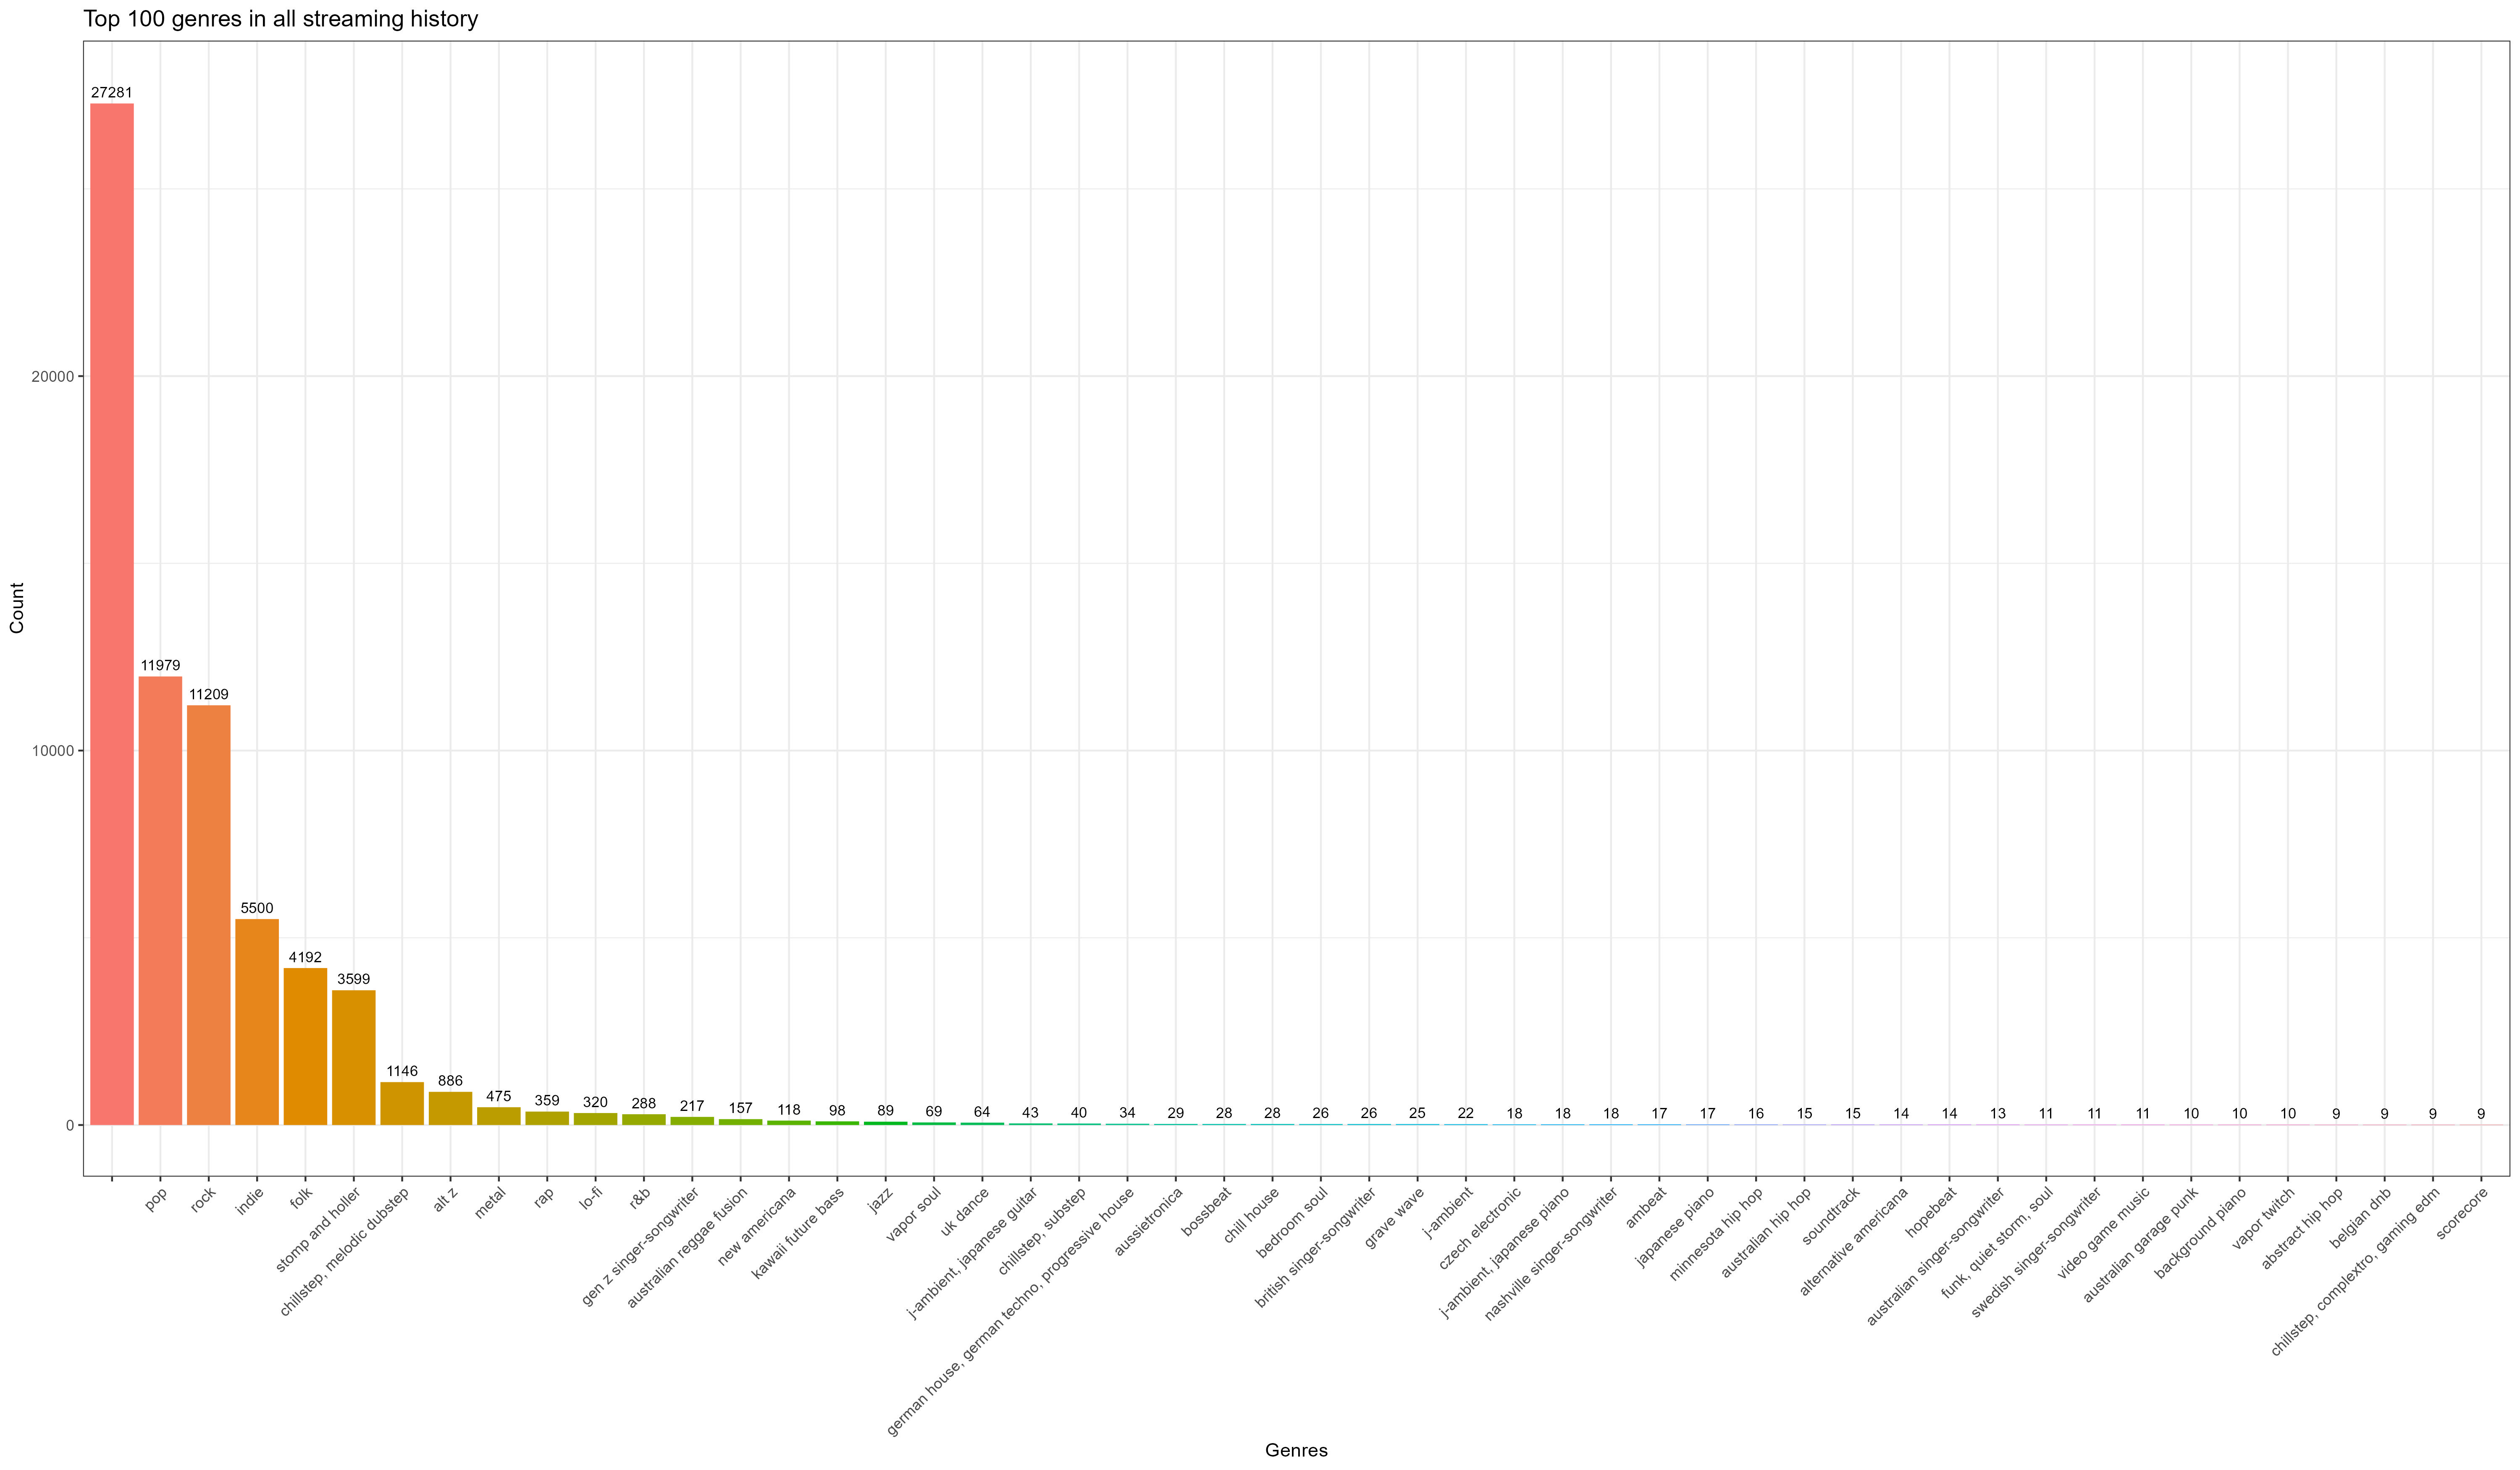 Top 100 genres in all streaming history
Count
20000
10000
0
27281
11979
11209
5500
4192
3599
1146
886
475
359
320
288
217
157
118
98
89
69
64
43
40
34
29
28
28
26
26
25
22
18
18
18
17
17
16
15
15
14
14
13
11
11
11
10
10
10
9
9
9
9
pop
rock
indie
folk
stomp and holler
chillstep, melodic dubstep
alt z
metal
rap
lo-fi
r&b
gen z singer-songwriter
australian reggae fusion
new americana
kawaii future bass
jazz
vapor soul
uk dance
j-ambient, japanese guitar
chillstep, substep
german house, german techno, progressive house
aussietronica
bossbeat
chill house
bedroom soul
british singer-songwriter
grave wave
j-ambient
czech electronic
j-ambient, japanese piano
nashville singer-songwriter
ambeat
japanese piano
minnesota hip hop
australian hip hop
soundtrack
alternative americana
hopebeat
australian singer-songwriter
funk, quiet storm, soul
swedish singer-songwriter
video game music
australian garage punk
background piano
vapor twitch
abstract hip hop
belgian dnb
chillstep, complextro, gaming edm
scorecore
Genres